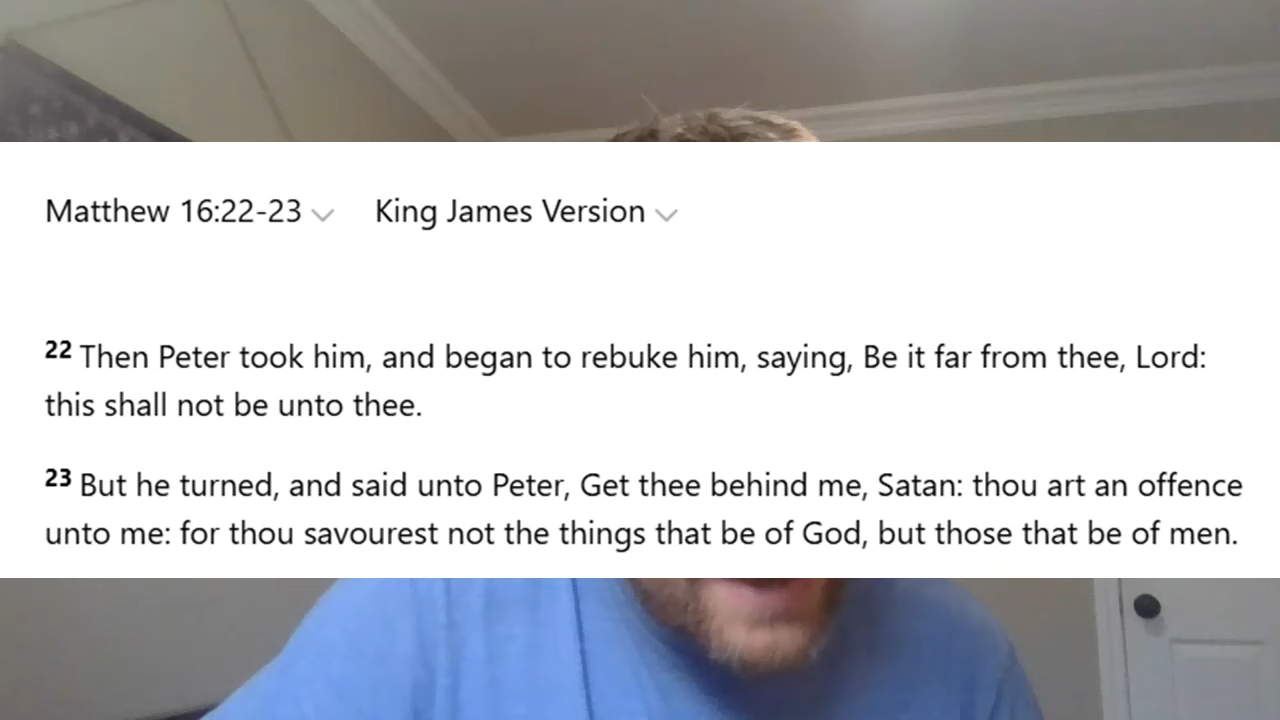 Matthew 16:22-23 King James Version
22 Then Peter took him, and began to rebuke him, saying, Be it far from thee, Lord:
this shall not be unto thee.
23 But he turned, and said unto Peter, Get thee behind me, Satan: thou art an offence
unto me: for thou savourest not the things that be of God, but those that be of men.